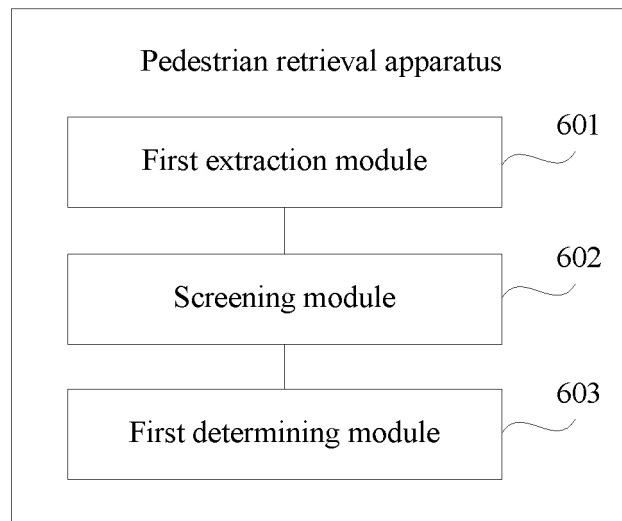 Pedestrian retrieval apparatus
601
First extraction module
602
Screening module
603
First determining module